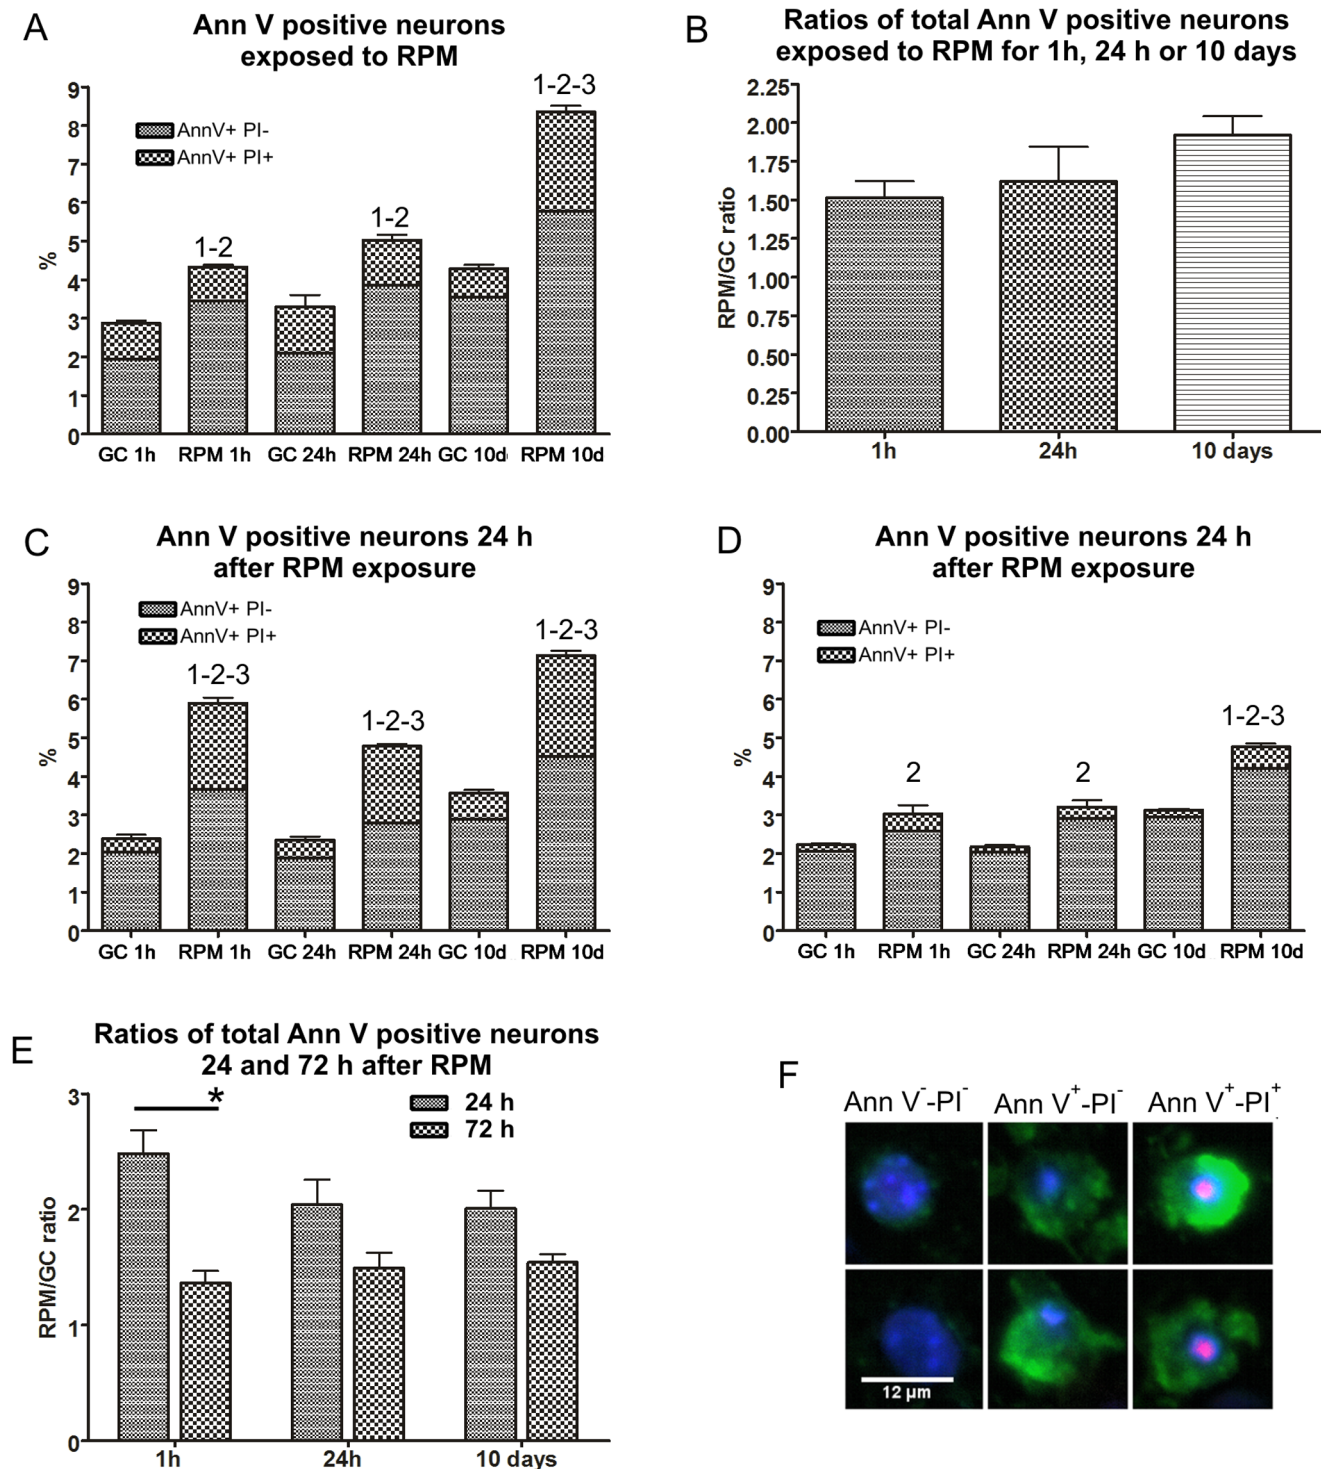 A
Ann V positive neurons
exposed to RPM
9
8
7
6
5
4
3
2
1
0
%
AnnV+ PI-
AnnV+ PI+
1-2
1-2
1-2-3
GC 1h RPM 1h GC 24h RPM 24h GC 10d RPM 10d
B
Ratios of total Ann V positive neurons
exposed to RPM for 1h, 24 h or 10 days
2.25
2.00
1.75
1.50
1.25
1.00
0.75
0.50
0.25
0.00
RPM/GC ratio
1h 24h 10 days
C
Ann V positive neurons 24 h
after RPM exposure
9
8
7
6
5
4
3
2
1
0
%
AnnV+ PI-
AnnV+ PI+
1-2-3
1-2-3
1-2-3
GC 1h RPM 1h GC 24h RPM 24h GC 10d RPM 10d
D
Ann V positive neurons 24 h
after RPM exposure
9
8
7
6
5
4
3
2
1
0
%
AnnV+ PI-
AnnV+ PI+
2
2
1-2-3
GC 1h RPM 1h GC 24h RPM 24h GC 10d RPM 10d
E
Ratios of total Ann V positive neurons
24 and 72 h after RPM
3
2
1
0
RPM/GC ratio
*
24 h
72 h
1h 24h 10 days
F
Ann V⁻-PI⁻ Ann V⁺-PI⁻ Ann V⁺-PI⁺
12 µm